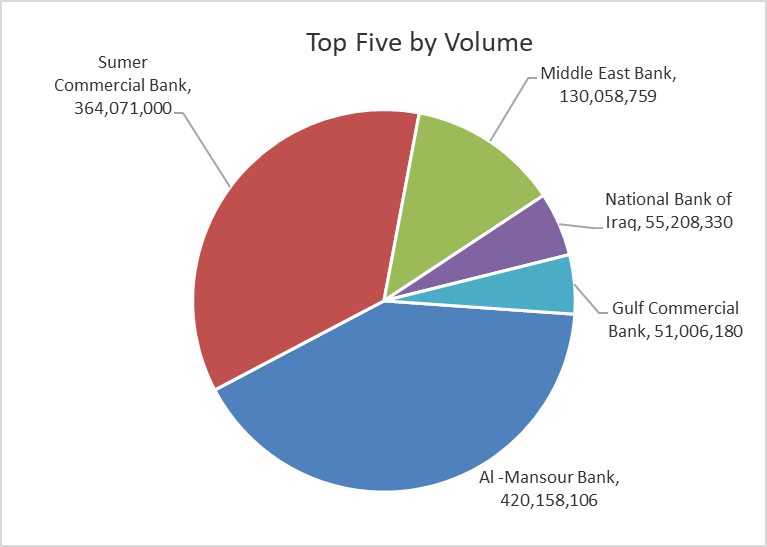 Top Five by Volume
Sumer
Commercial Bank,
364,071,000
Middle East Bank,
130,058,759
National Bank of
Iraq, 55,208,330
Gulf Commercial
Bank, 51,006,180
Al -Mansour Bank,
420,158,106